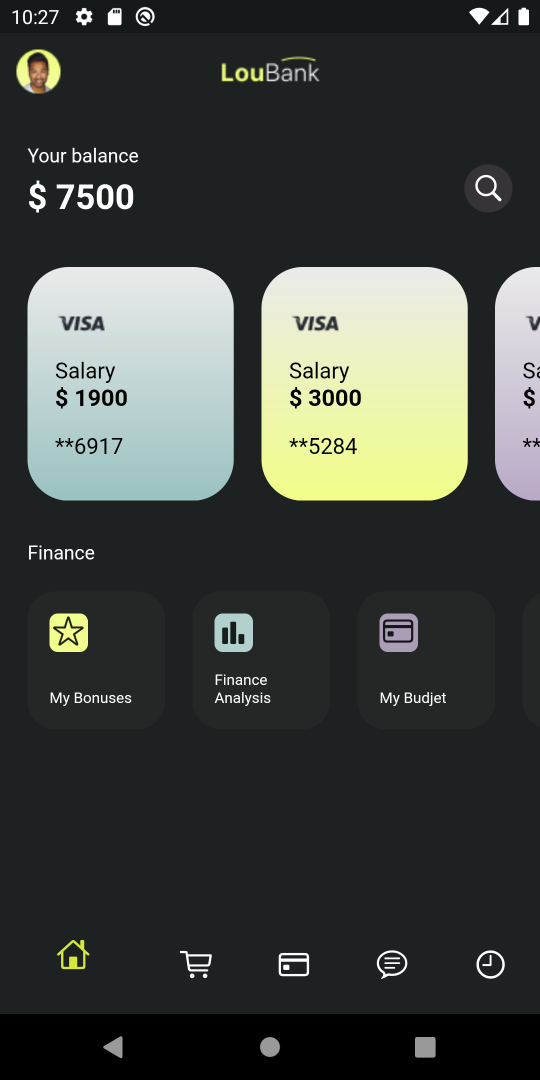 10:27
LouBank
Your balance
$ 7500
VISA
Salary
$ 1900
**6917
VISA
Salary
$ 3000
**5284
$
**
Finance
My Bonuses
Finance
Analysis
My Budjet